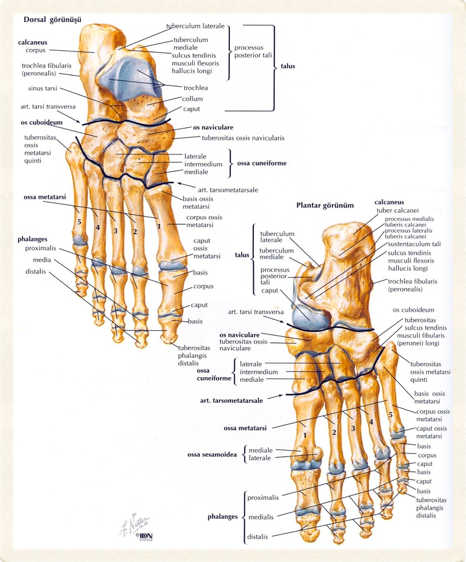 Dorsal görünüşü
tuberculum laterale
tuberculum
mediale
sulcus tendinis
musculi flexoris
hallucis longi
processus
posterior tali
talus
calcaneus
corpus
trochlea fibularis
(peronealis)
sinus tarsi
art. tarsi transversa
os cuboideum
tuberositas
ossis
metatarsi
quinti
trochlea
collum
caput
os naviculare
tuberositas ossis navicularis
laterale
intermedium
mediale
ossa cuneiforme
art. tarsometatarsale
basis ossis
metatarsi
ossa metatarsi
corpus ossis
metatarsi
5
4
3
2
1
phalanges
proximalis
media
distalis
caput
ossis
metatarsi
basis
corpus
caput
basis
tuberositas
phalangis
distalis
Plantar görünüm
calcaneus
tuber calcanei
processus medialis
tuberis calcanei
processus lateralis
tuberis calcanei
sustentaculum tali
sulcus tendinis
musculi flexoris
hallucis longi
trochlea fibularis
(peronealis)
talus
tuberculum
laterale
tuberculum
mediale
processus
posterior
tali
caput
art. tarsi transversa
os naviculare
tuberositas ossis
naviculare
os cuboideum
tuberositas
sulcus tendinis
musculi fibularis
(peronei) longi
ossa
cuneiforme
laterale
intermedium
mediale
art. tarsometatarsale
tuberositas
ossis metatarsi
quinti
basis ossis
metatarsi
ossa metatarsi
1
2
3
4
5
corpus ossis
metatarsi
caput ossis
metatarsi
ossa sesamoidea
mediale
laterale
basis
corpus
caput
basis
caput
basis
tuberositas
phalangis
distalis
phalanges
proximalis
medialis
distalis